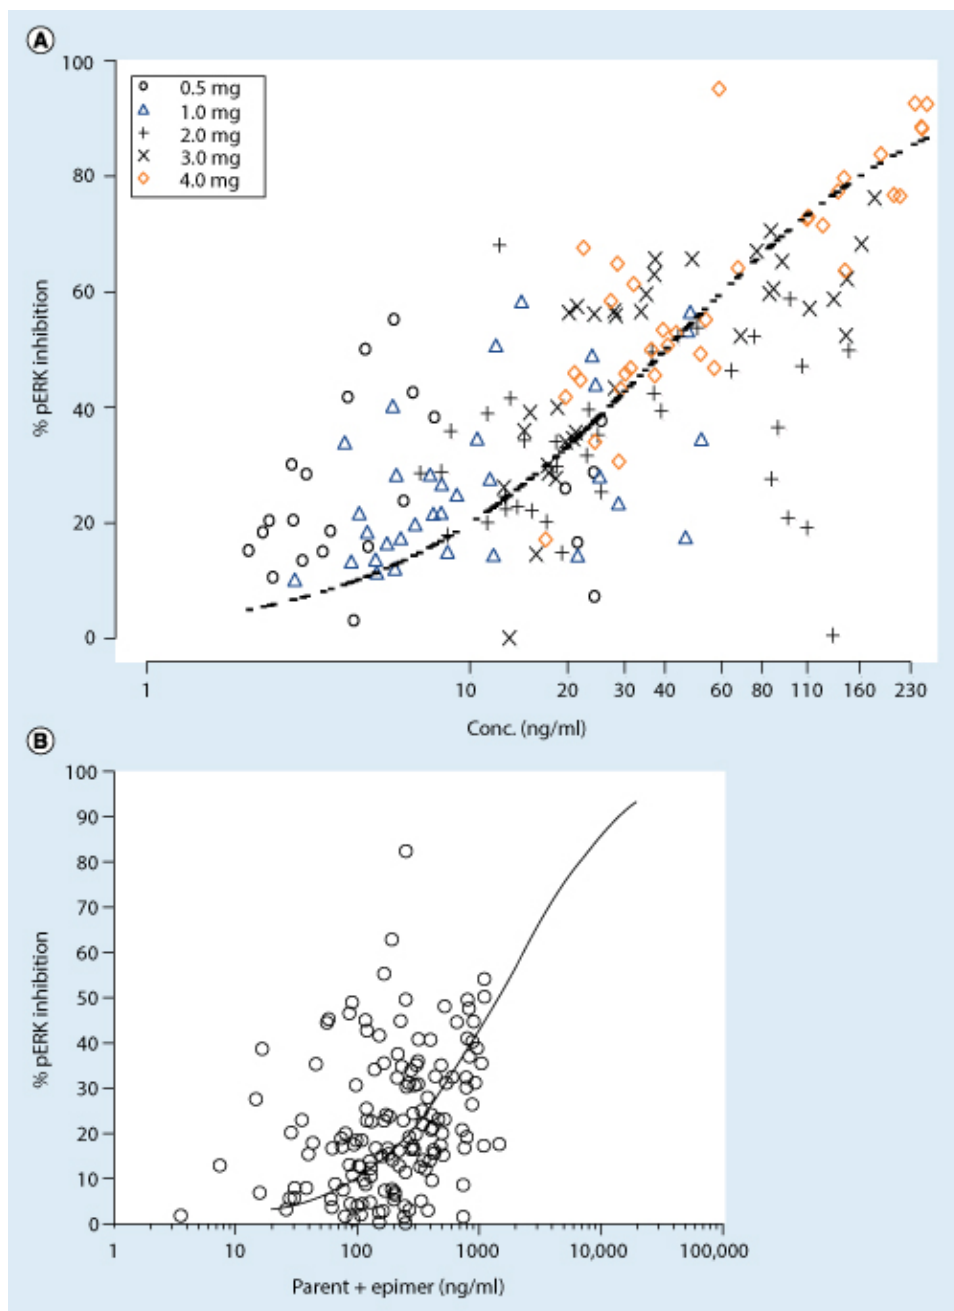 A
100
80
60
40
20
0
% pERK inhibition
0.5 mg
1.0 mg
2.0 mg
3.0 mg
4.0 mg
1 10 20 30 40 60 80 110 160 230
Conc. (ng/ml)
B
100
90
80
70
60
50
40
30
20
10
0
% pERK inhibition
1 10 100 1000 10,000 100,000
Parent + epimer (ng/ml)